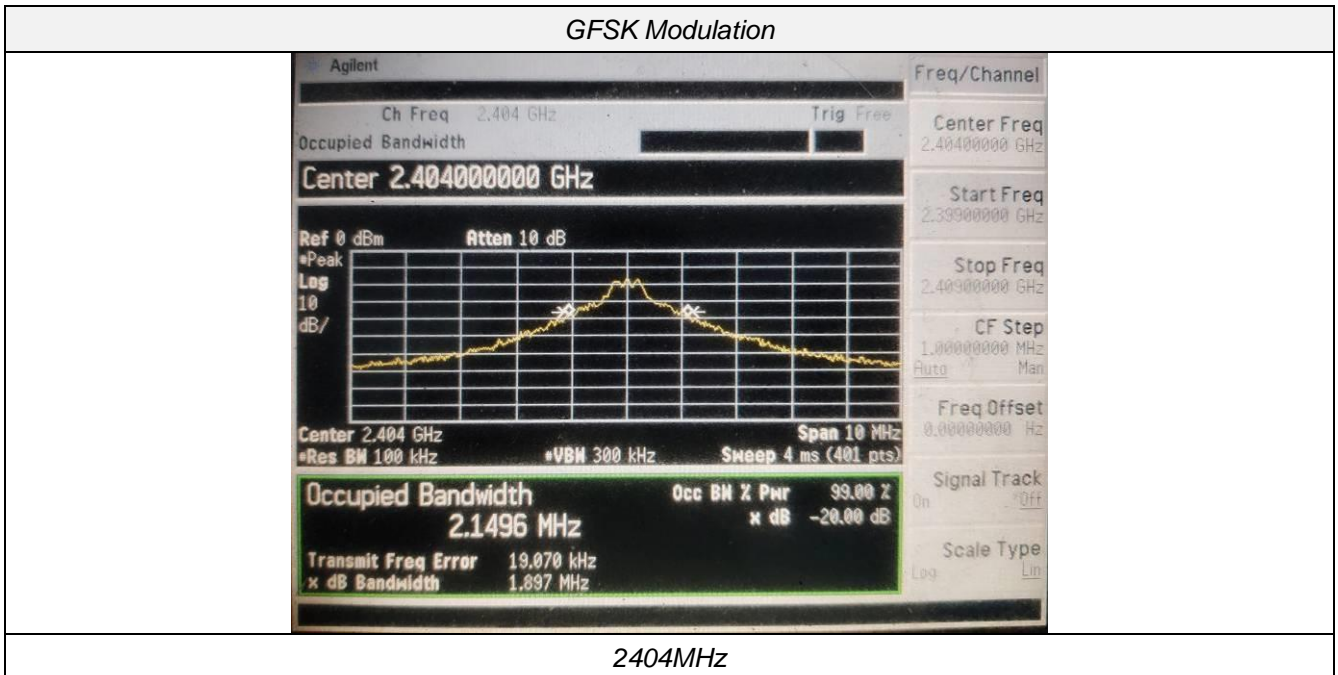 GFSK Modulation
Agilent
Freq/Channel
Ch Freq 2.404 GHz Trig Free
Occupied Bandwidth
Center Freq
2.40400000 GHz
Center 2.404000000 GHz
Start Freq
2.39900000 GHz
Ref 0 dBm Atten 10 dB
*Peak
Log
10
dB/
Stop Freq
2.40900000 GHz
CF Step
1.00000000 MHz
Auto Man
Freq Offset
0.00000000 Hz
Center 2.404 GHz Span 10 MHz
*Res BW 100 kHz *VBW 300 kHz Sweep 4 ms (401 pts)
Signal Track
On *Off
Occupied Bandwidth Occ BW % Pwr 99.00 %
2.1496 MHz x dB -20.00 dB
Transmit Freq Error 19.070 kHz
x dB Bandwidth 1.897 MHz
Scale Type
Log Lin
2404MHz